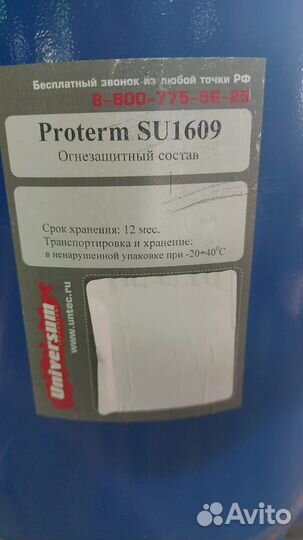 Бесплатный звонок из любой точки РФ
8-800-775-56-25
Proterm SU1609
Огнезащитный состав
Срок хранения: 12 мес.
Транспортировка и хранение:
в ненарушенной упаковке при -20+40⁰С
Universum
www.untec.ru
Avito